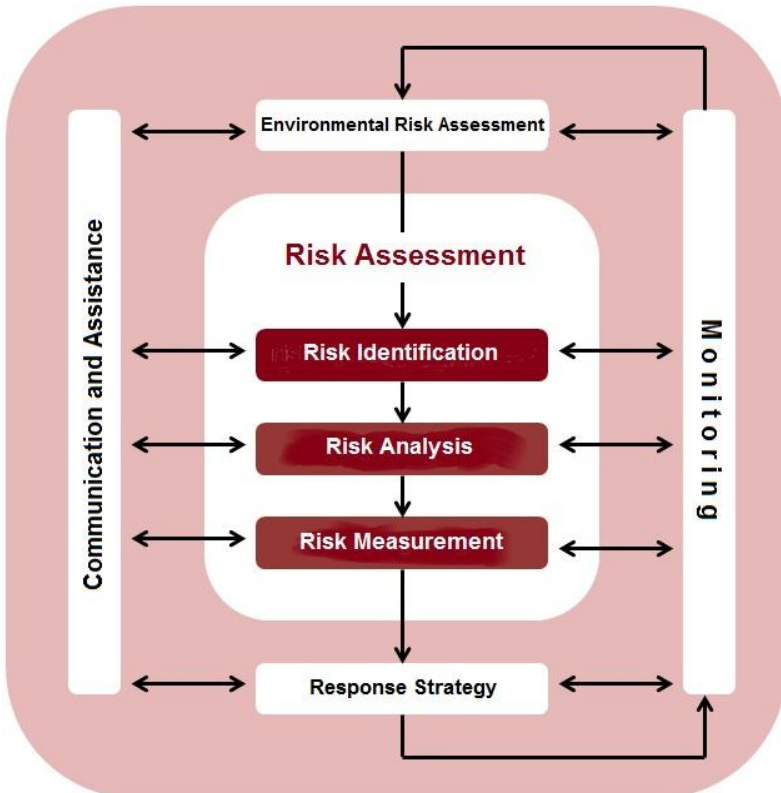 Environmental Risk Assessment
Communication and Assistance
Risk Assessment
Risk Identification
Risk Analysis
Risk Measurement
Monitoring
Response Strategy